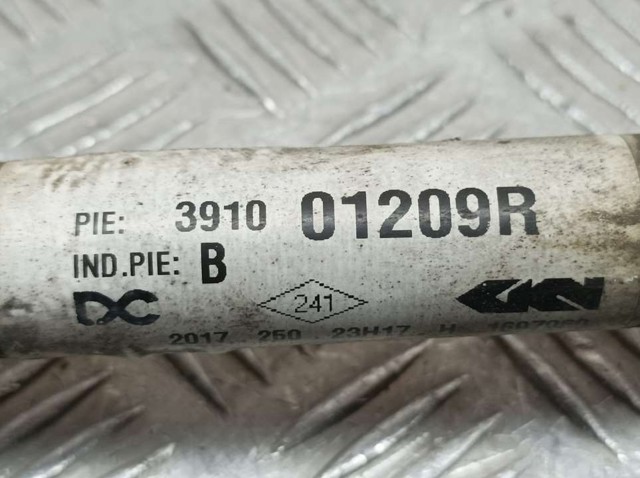 PIE: 3910 01209R
IND.PIE: B
DC 241 GKN
2017 250 23H17 H